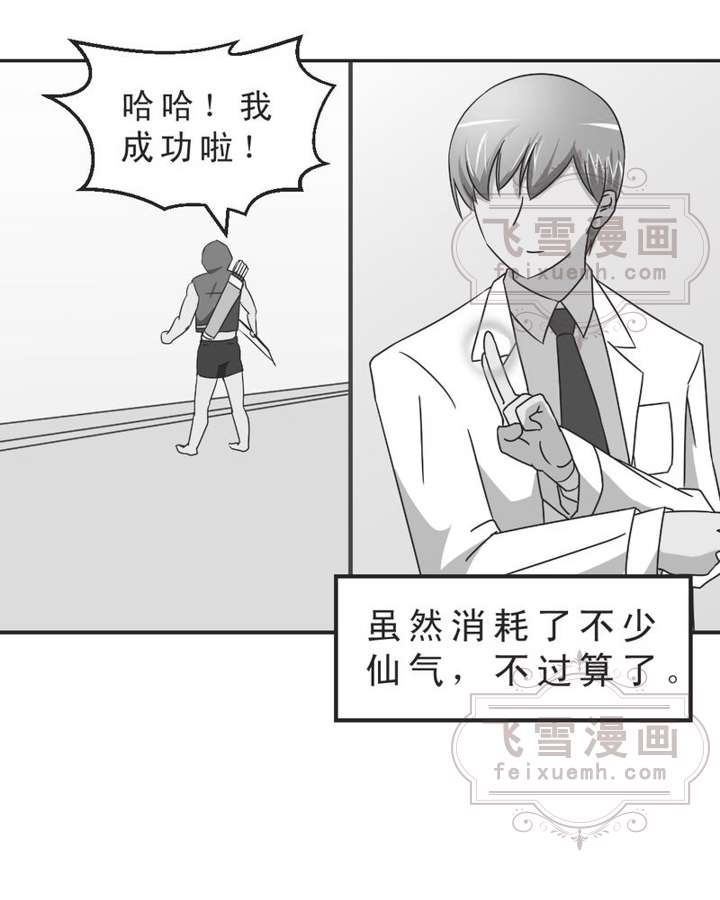 哈哈！我
成功啦！
飞雪漫画
feixuemh.com
虽然消耗了不少
仙气，不过算了。
飞雪漫画
feixuemh.com